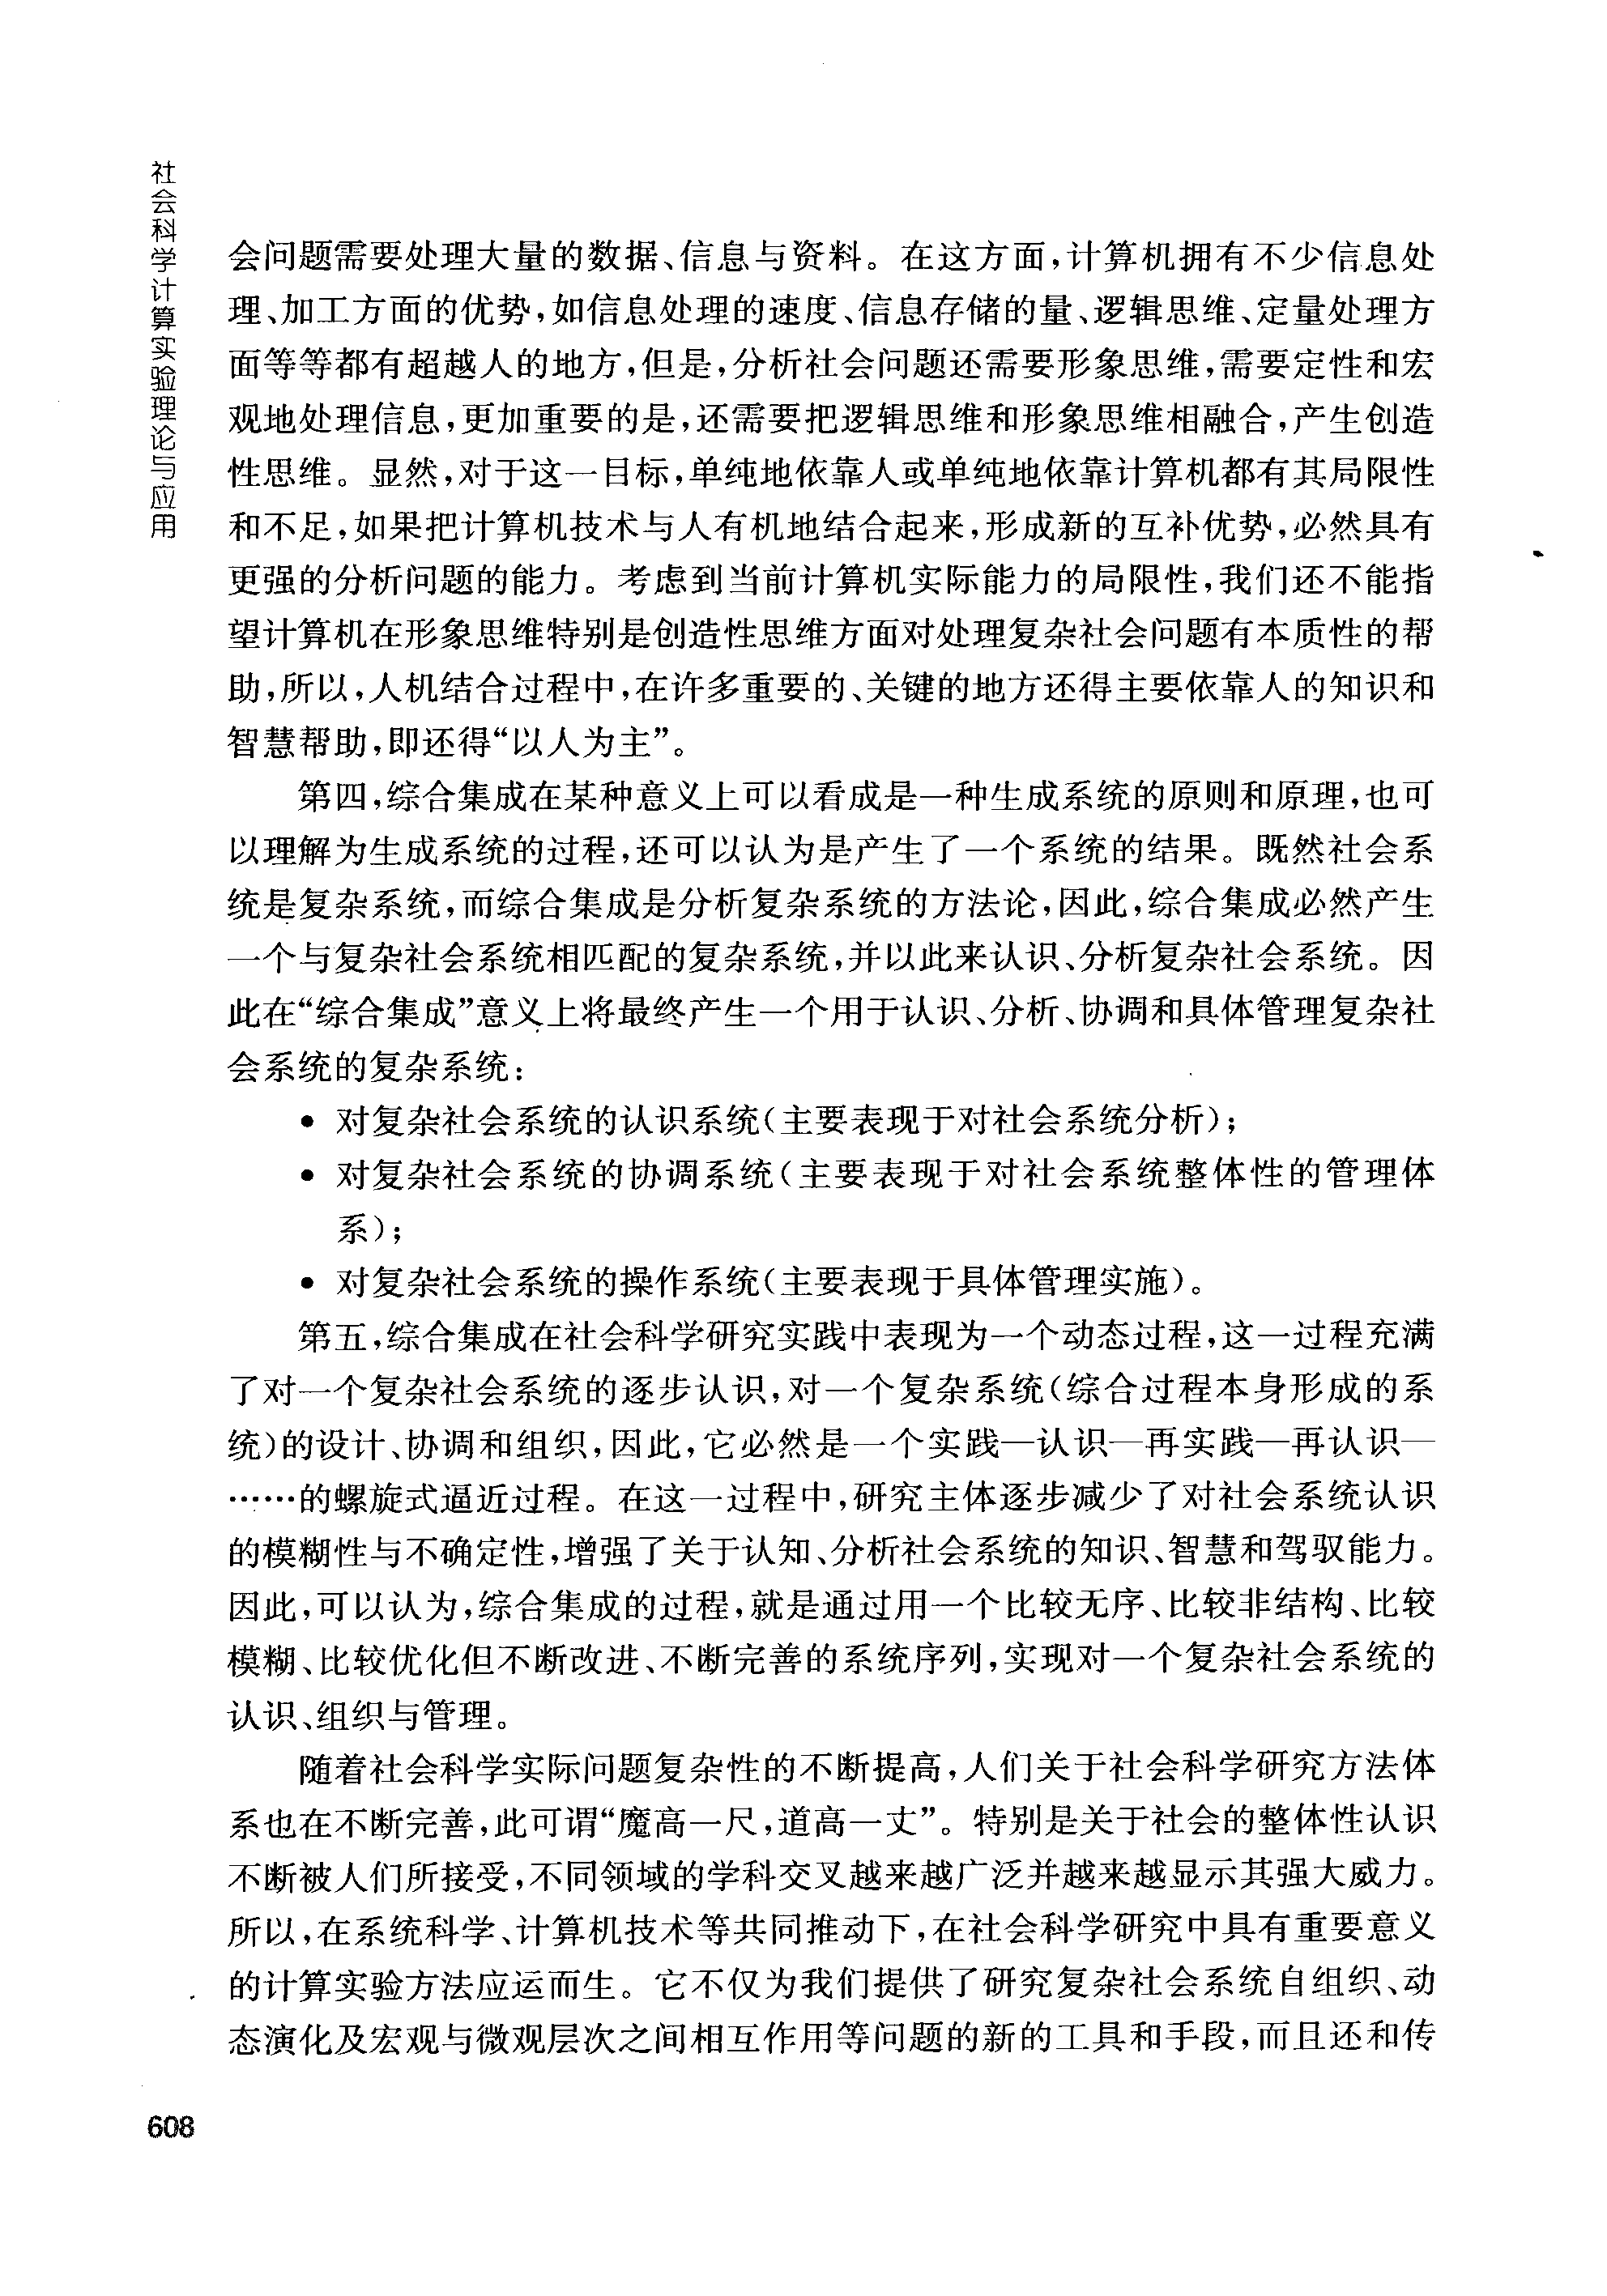 社会科学计算实验理论与应用
会问题需要处理大量的数据、信息与资料。在这方面,计算机拥有不少信息处
理、加工方面的优势,如信息处理的速度、信息存储的量、逻辑思维、定量处理方
面等等都有超越人的地方,但是,分析社会问题还需要形象思维,需要定性和宏
观地处理信息,更加重要的是,还需要把逻辑思维和形象思维相融合,产生创造
性思维。显然,对于这一目标,单纯地依靠人或单纯地依靠计算机都有其局限性
和不足,如果把计算机技术与人有机地结合起来,形成新的互补优势,必然具有
更强的分析问题的能力。考虑到当前计算机实际能力的局限性,我们还不能指
望计算机在形象思维特别是创造性思维方面对处理复杂社会问题有本质性的帮
助,所以,人机结合过程中,在许多重要的、关键的地方还得主要依靠人的知识和
智慧帮助,即还得“以人为主”。
第四,综合集成在某种意义上可以看成是一种生成系统的原则和原理,也可
以理解为生成系统的过程,还可以认为是产生了一个系统的结果。既然社会系
统是复杂系统,而综合集成是分析复杂系统的方法论,因此,综合集成必然产生
一个与复杂社会系统相匹配的复杂系统,并以此来认识、分析复杂社会系统。因
此在“综合集成”意义上将最终产生一个用于认识、分析、协调和具体管理复杂社
会系统的复杂系统:
• 对复杂社会系统的认识系统(主要表现于对社会系统分析);
• 对复杂社会系统的协调系统(主要表现于对社会系统整体性的管理体
系);
• 对复杂社会系统的操作系统(主要表现于具体管理实施)。
第五,综合集成在社会科学研究实践中表现为一个动态过程,这一过程充满
了对一个复杂社会系统的逐步认识,对一个复杂系统(综合过程本身形成的系
统)的设计、协调和组织,因此,它必然是一个实践—认识—再实践—再认识—
……的螺旋式逼近过程。在这一过程中,研究主体逐步减少了对社会系统认识
的模糊性与不确定性,增强了关于认知、分析社会系统的知识、智慧和驾驭能力。
因此,可以认为,综合集成的过程,就是通过用一个比较无序、比较非结构、比较
模糊、比较优化但不断改进、不断完善的系统序列,实现对一个复杂社会系统的
认识、组织与管理。
随着社会科学实际问题复杂性的不断提高,人们关于社会科学研究方法体
系也在不断完善,此可谓“魔高一尺,道高一丈”。特别是关于社会的整体性认识
不断被人们所接受,不同领域的学科交叉越来越广泛并越来越显示其强大威力。
所以,在系统科学、计算机技术等共同推动下,在社会科学研究中具有重要意义
的计算实验方法应运而生。它不仅为我们提供了研究复杂社会系统自组织、动
态演化及宏观与微观层次之间相互作用等问题的新的工具和手段,而且还和传
608